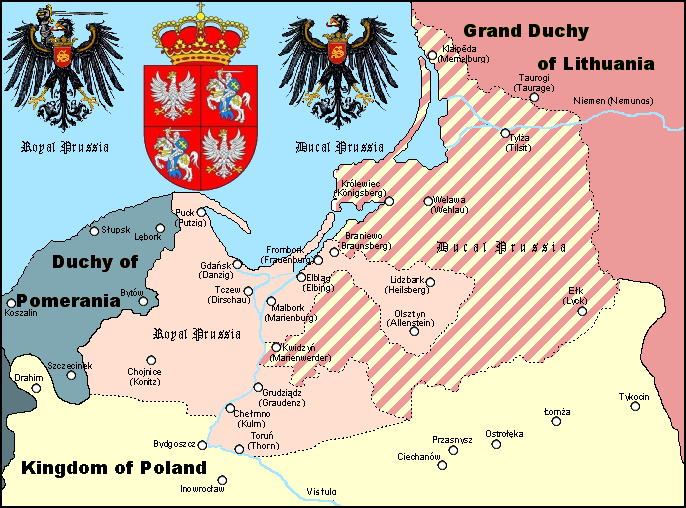 Grand Duchy
of Lithuania
Kłajpėda
(Memelburg)
Taurogi
(Taurage)
Niemen (Nemunas)
Tylża
(Tilsit)
Royal Prussia
Ducal Prussia
Królewiec
(Königsberg)
Welawa
(Wehlau)
Puck
(Putzig)
Słupsk
Lębork
Braniewo
(Braunsberg)
Ducal Prussia
Frombork
(Frauenburg)
Duchy of
Pomerania
Gdańsk
(Danzig)
Elbląg
(Elbing)
Lidzbark
(Heilsberg)
Tczew
(Dirschau)
Bytów
Koszalin
Malbork
(Marienburg)
Olsztyn
(Allenstein)
Ełk
(Lyck)
Royal Prussia
Kwidzyń
(Marienwerder)
Szczecinek
Chojnice
(Konitz)
Drahim
Grudziądz
(Graudenz)
Chełmno
(Kulm)
Tykocin
Łomża
Toruń
(Thorn)
Bydgoszcz
Przasnysz
Ostrołęka
Ciechanów
Kingdom of Poland
Inowrocław
Vistula